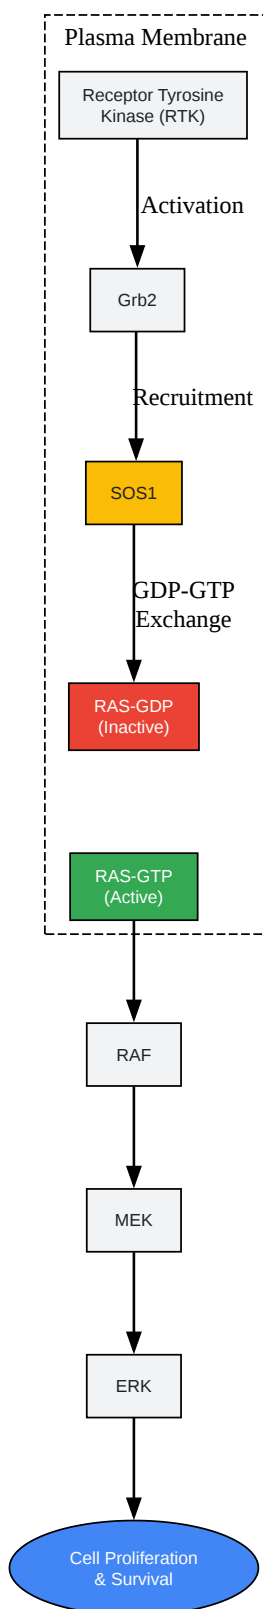 Plasma Membrane
Receptor Tyrosine
Kinase (RTK)
Activation
Grb2
Recruitment
SOS1
GDP-GTP
Exchange
RAS-GDP
(Inactive)
RAS-GTP
(Active)
RAF
MEK
ERK
Cell Proliferation
& Survival